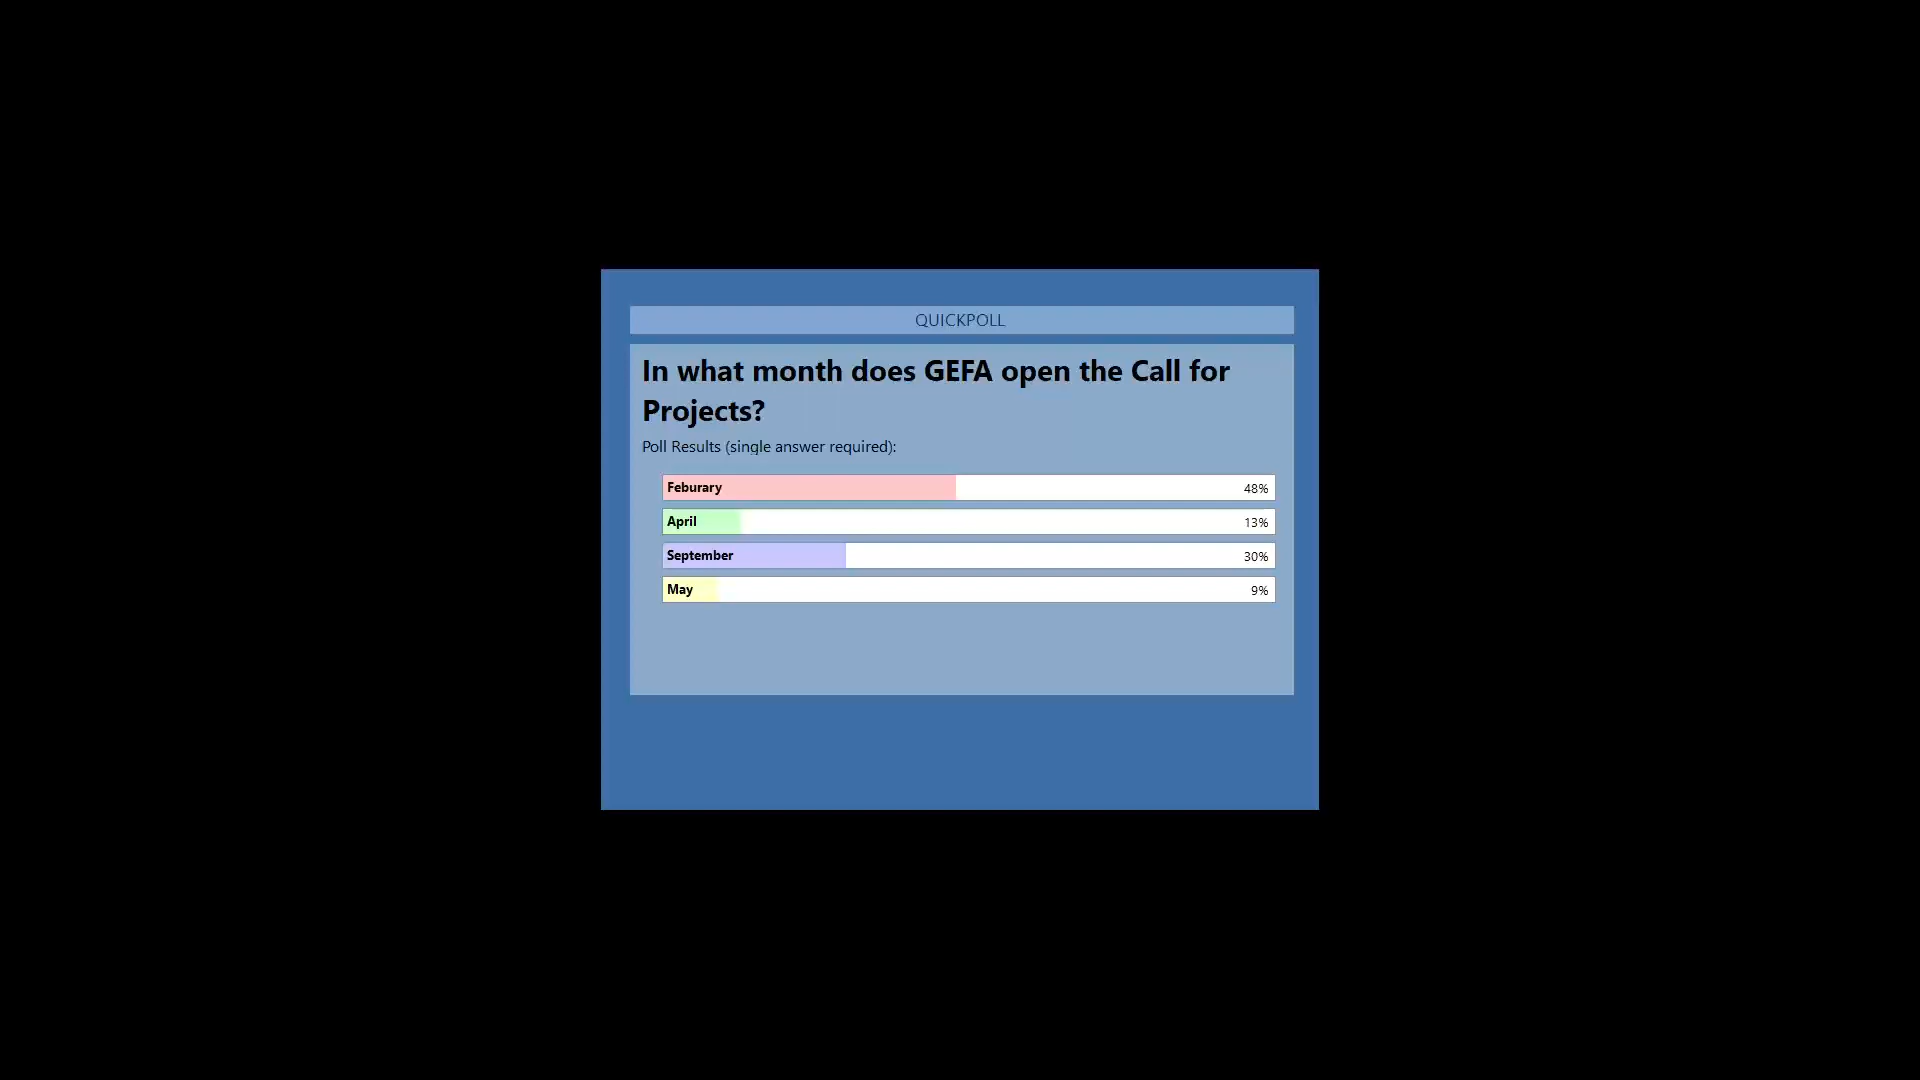 QUICKPOLL
In what month does GEFA open the Call for
Projects?
Poll Results (single answer required):
Feburary 48%
April 13%
September 30%
May 9%